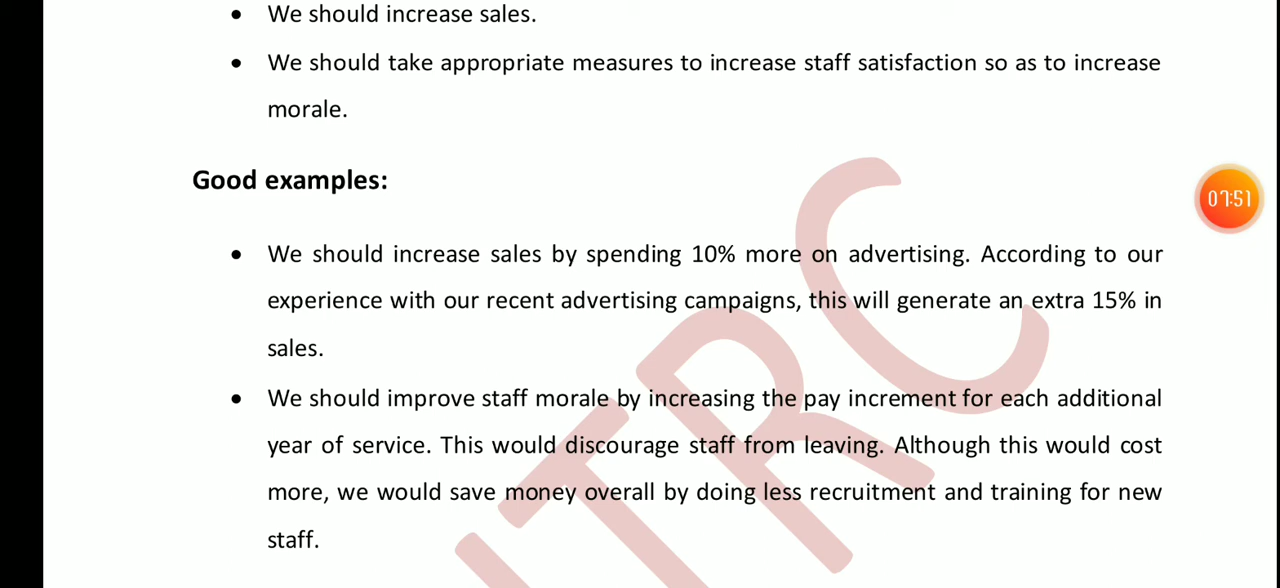 • We should increase sales.
• We should take appropriate measures to increase staff satisfaction so as to increase
morale.
Good examples:
07:51
• We should increase sales by spending 10% more on advertising. According to our
experience with our recent advertising campaigns, this will generate an extra 15% in
sales.
• We should improve staff morale by increasing the pay increment for each additional
year of service. This would discourage staff from leaving. Although this would cost
more, we would save money overall by doing less recruitment and training for new
staff.
TRC